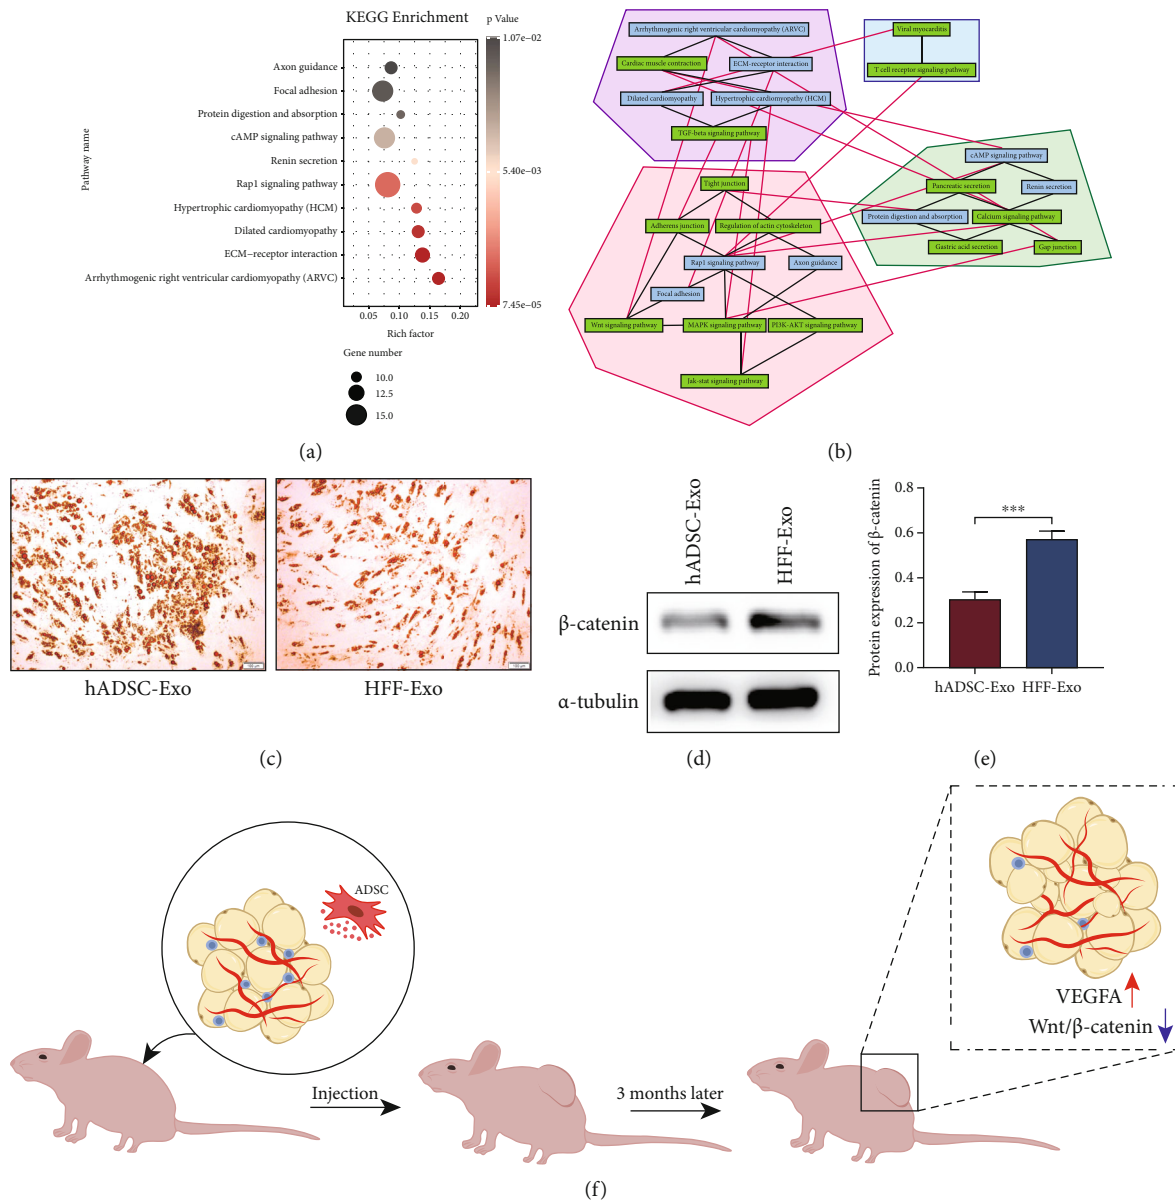 KEGG Enrichment
p Value
1.07e−02
5.40e−03
7.45e−05
Pathway name
Axon guidance
Focal adhesion
Protein digestion and absorption
cAMP signaling pathway
Renin secretion
Rap1 signaling pathway
Hypertrophic cardiomyopathy (HCM)
Dilated cardiomyopathy
ECM−receptor interaction
Arrhythmogenic right ventricular cardiomyopathy (ARVC)
0.05 0.10 0.15 0.20
Rich factor
Gene number
10.0
12.5
15.0
(a)
Arrhythmogenic right ventricular cardiomyopathy (ARVC)
Cardiac muscle contraction
ECM-receptor interaction
Dilated cardiomyopathy
Hypertrophic cardiomyopathy (HCM)
TGF-beta signaling pathway
Viral myocarditis
T cell receptor signaling pathway
cAMP signaling pathway
Pancreatic secretion
Renin secretion
Protein digestion and absorption
Calcium signaling pathway
Gastric acid secretion
Gap junction
Tight junction
Adherens junction
Regulation of actin cytoskeleton
Rap1 signaling pathway
Axon guidance
Focal adhesion
Wnt signaling pathway
MAPK signaling pathway
PI3K-AKT signaling pathway
Jak-stat signaling pathway
(b)
hADSC-Exo
HFF-Exo
(c)
hADSC-Exo
HFF-Exo
β-catenin
α-tubulin
(d)
Protein expression of β-catenin
0.8
0.6
0.4
0.2
0.0
***
hADSC-Exo HFF-Exo
(e)
ADSC
Injection
3 months later
VEGFA
Wnt/β-catenin
(f)